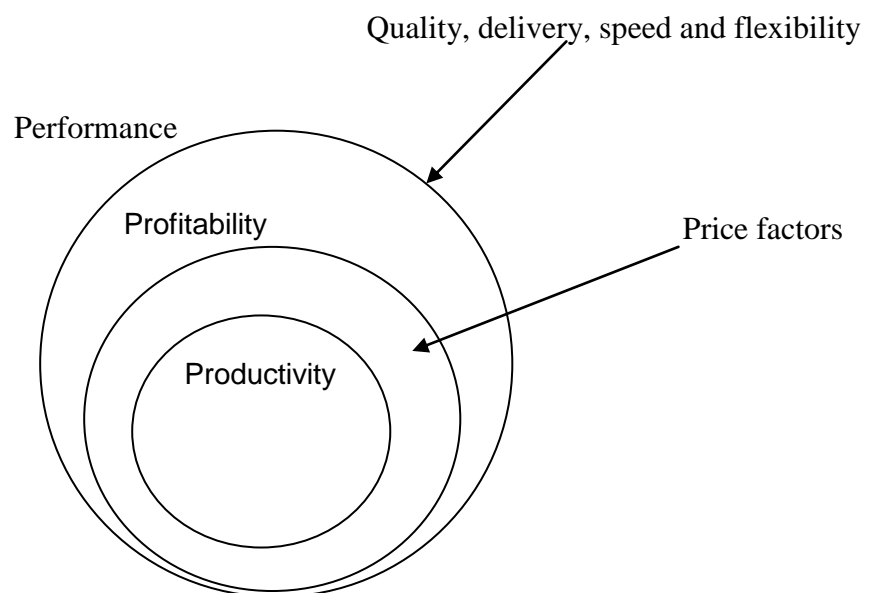 Quality, delivery, speed and flexibility
Performance
Profitability
Price factors
Productivity